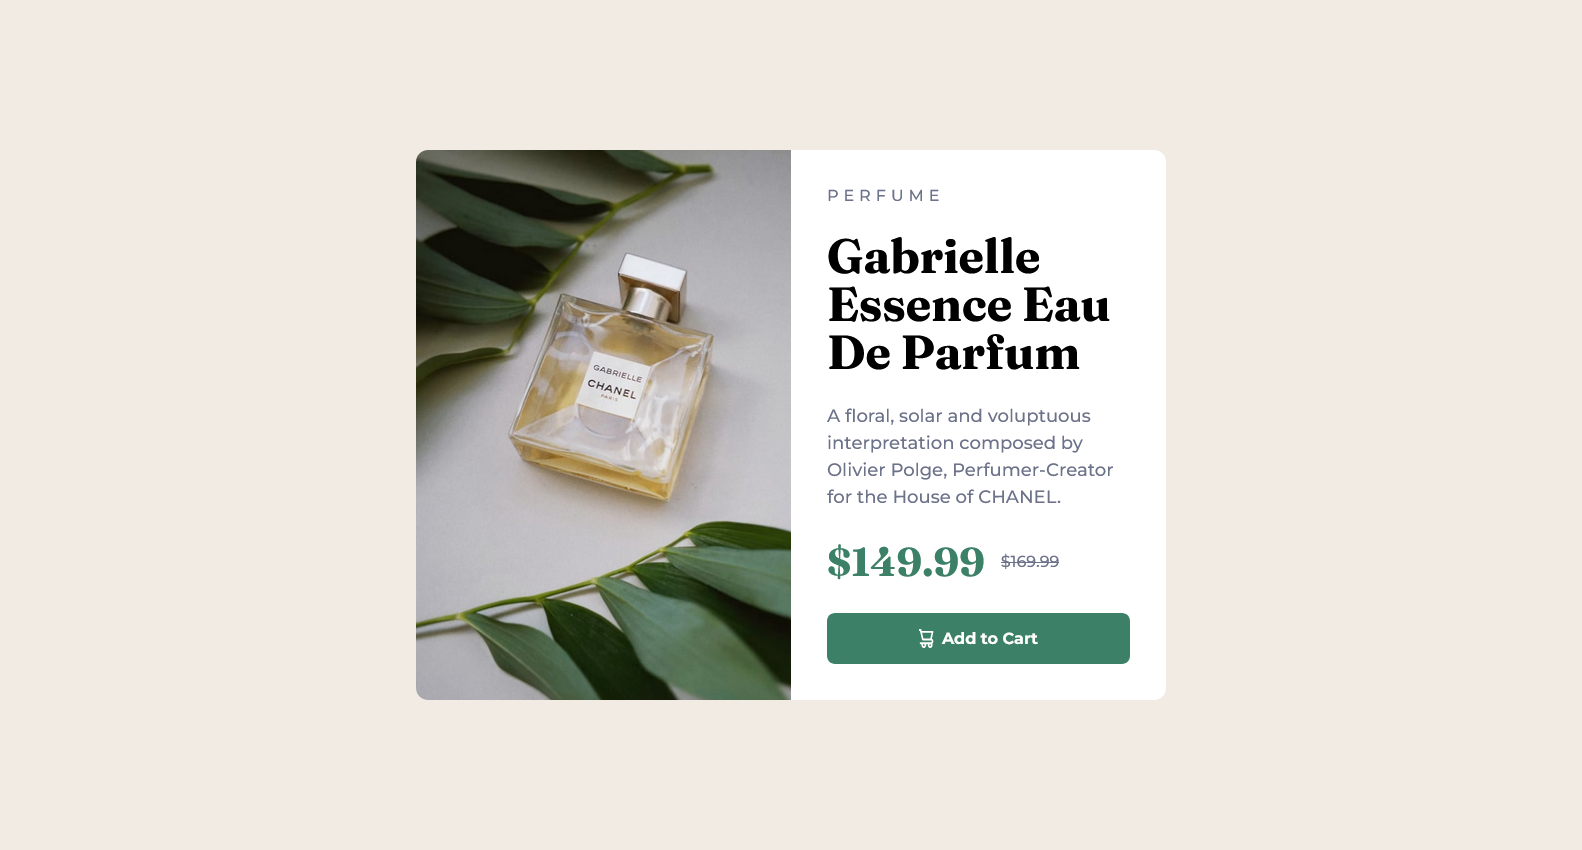 GABRIELLE
CHANEL
PARIS
PERFUME
Gabrielle
Essence Eau
De Parfum
A floral, solar and voluptuous
interpretation composed by
Olivier Polge, Perfumer-Creator
for the House of CHANEL.
$149.99 $169.99
Add to Cart